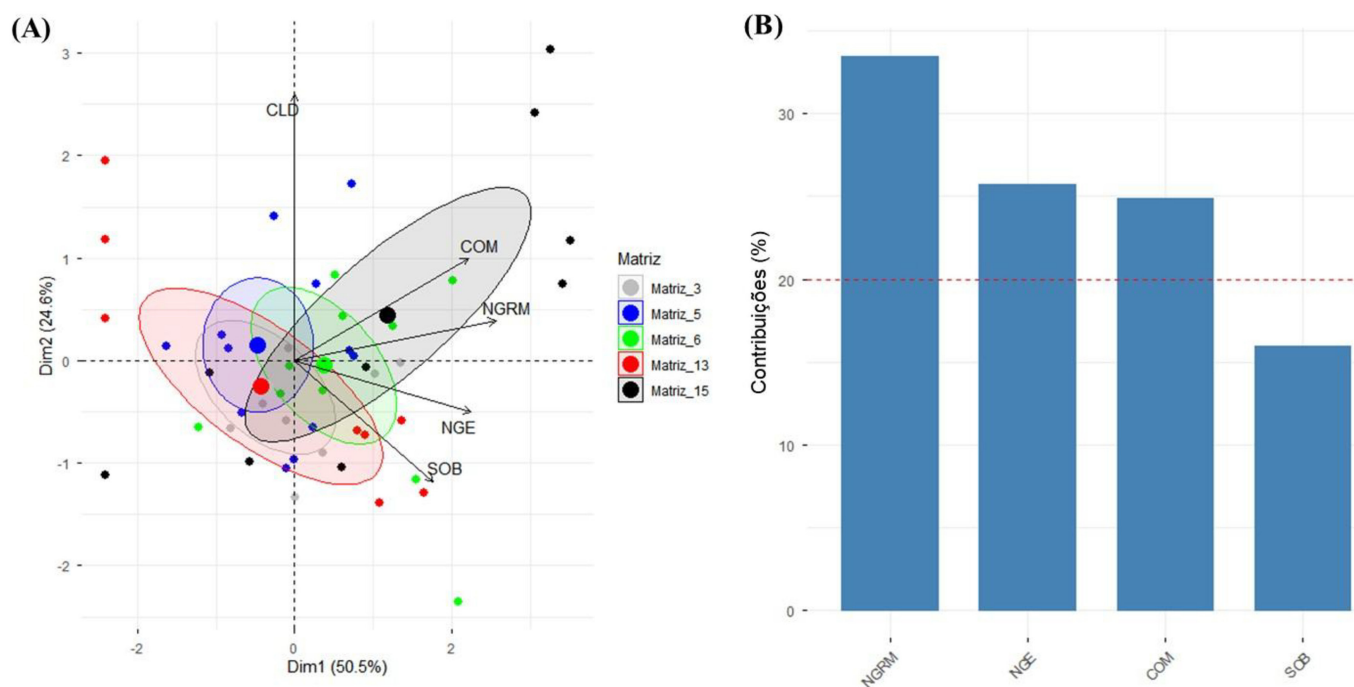 (A)
3
2
1
0
-1
-2
Dim2 (24.6%)
-2
0
2
Dim1 (50.5%)
CLD
COM
NGRM
NGE
SOB
Matriz
Matriz_3
Matriz_5
Matriz_6
Matriz_13
Matriz_15
(B)
Contribuições (%)
30
20
10
0
NGRM
NGE
COM
SOB